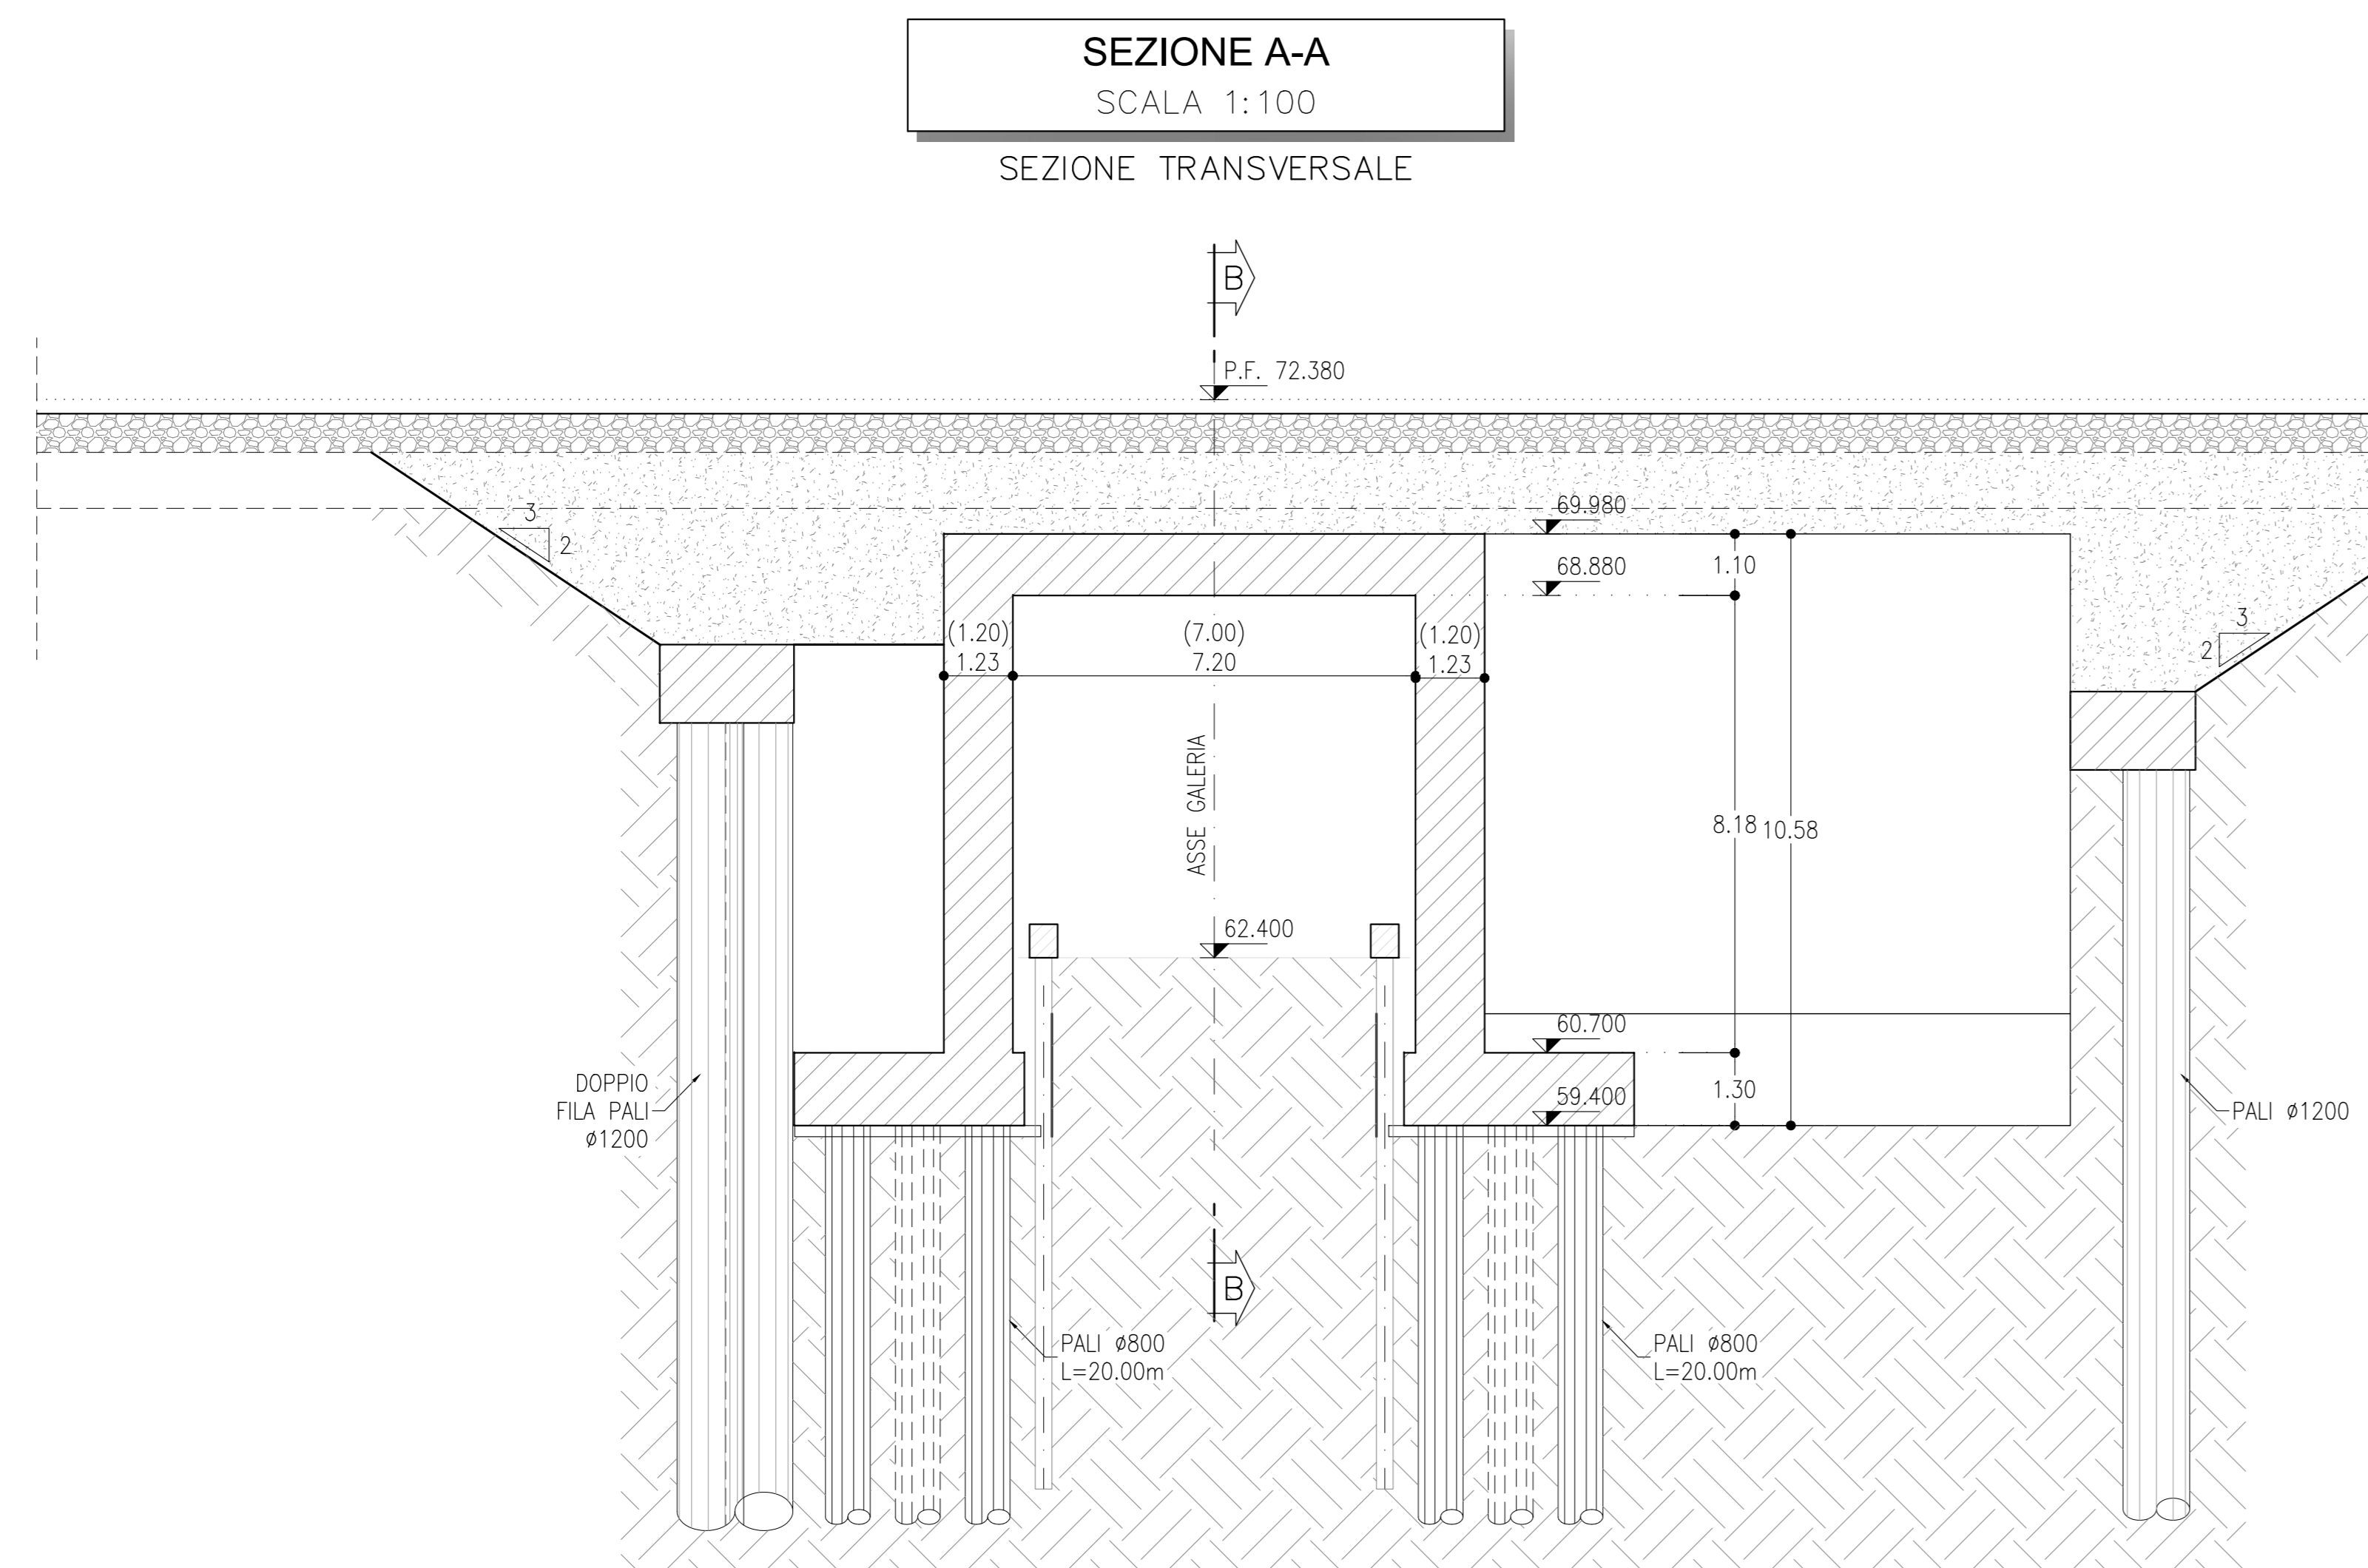 SEZIONE A-A
SCALA 1:100
SEZIONE TRANSVERSALE
B
P.F. 72.380
3
2
69.980
68.880
1.10
(1.20)
1.23
(7.00)
7.20
(1.20)
1.23
3
2
ASSE GALERIA
8.18
10.58
62.400
60.700
59.400
1.30
DOPPIO
FILA PALI
ø1200
PALI ø1200
B
PALI ø800
L=20.00m
PALI ø800
L=20.00m